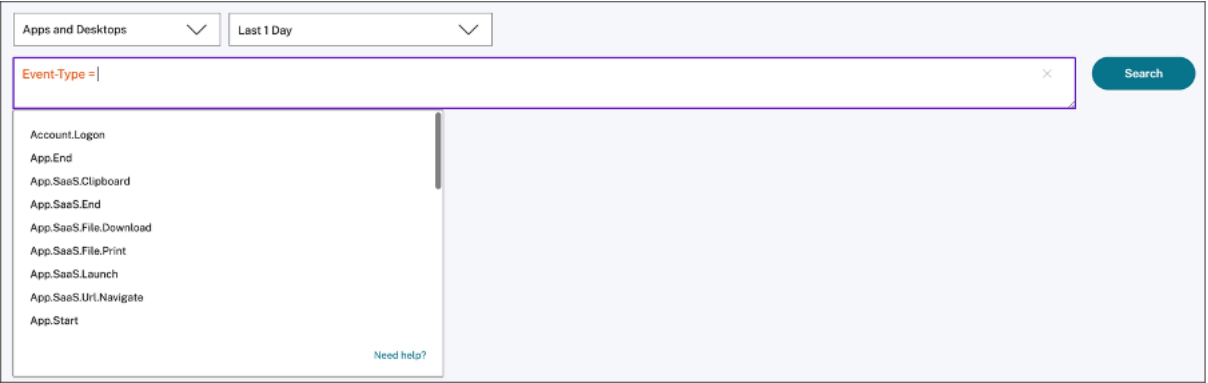 Apps and Desktops
Last 1 Day
Event-Type =
Search
Account.Logon
App.End
App.SaaS.Clipboard
App.SaaS.End
App.SaaS.File.Download
App.SaaS.File.Print
App.SaaS.Launch
App.SaaS.Url.Navigate
App.Start
Need help?